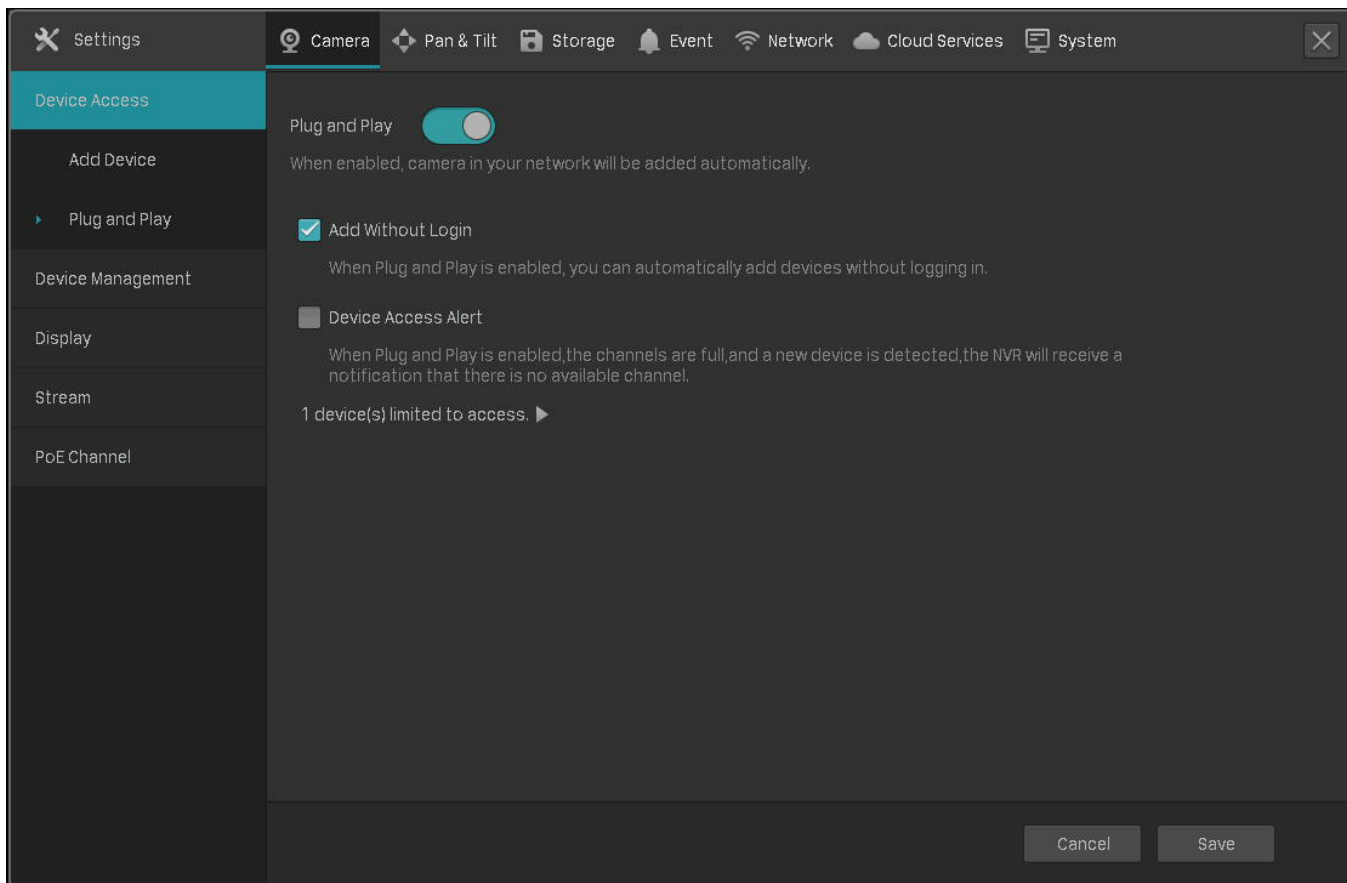 Settings
Camera
Pan & Tilt
Storage
Event
Network
Cloud Services
System
Device Access
Add Device
Plug and Play
Device Management
Display
Stream
PoE Channel
Plug and Play
When enabled, camera in your network will be added automatically.
Add Without Login
When Plug and Play is enabled, you can automatically add devices without logging in.
Device Access Alert
When Plug and Play is enabled,the channels are full,and a new device is detected,the NVR will receive a
notification that there is no available channel.
1 device(s) limited to access.
Cancel
Save